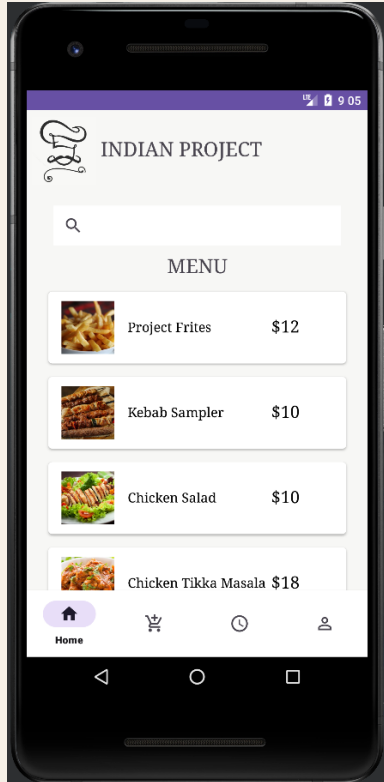 LTE 9 05
INDIAN PROJECT
MENU
Project Frites $12
Kebab Sampler $10
Chicken Salad $10
Chicken Tikka Masala $18
Home